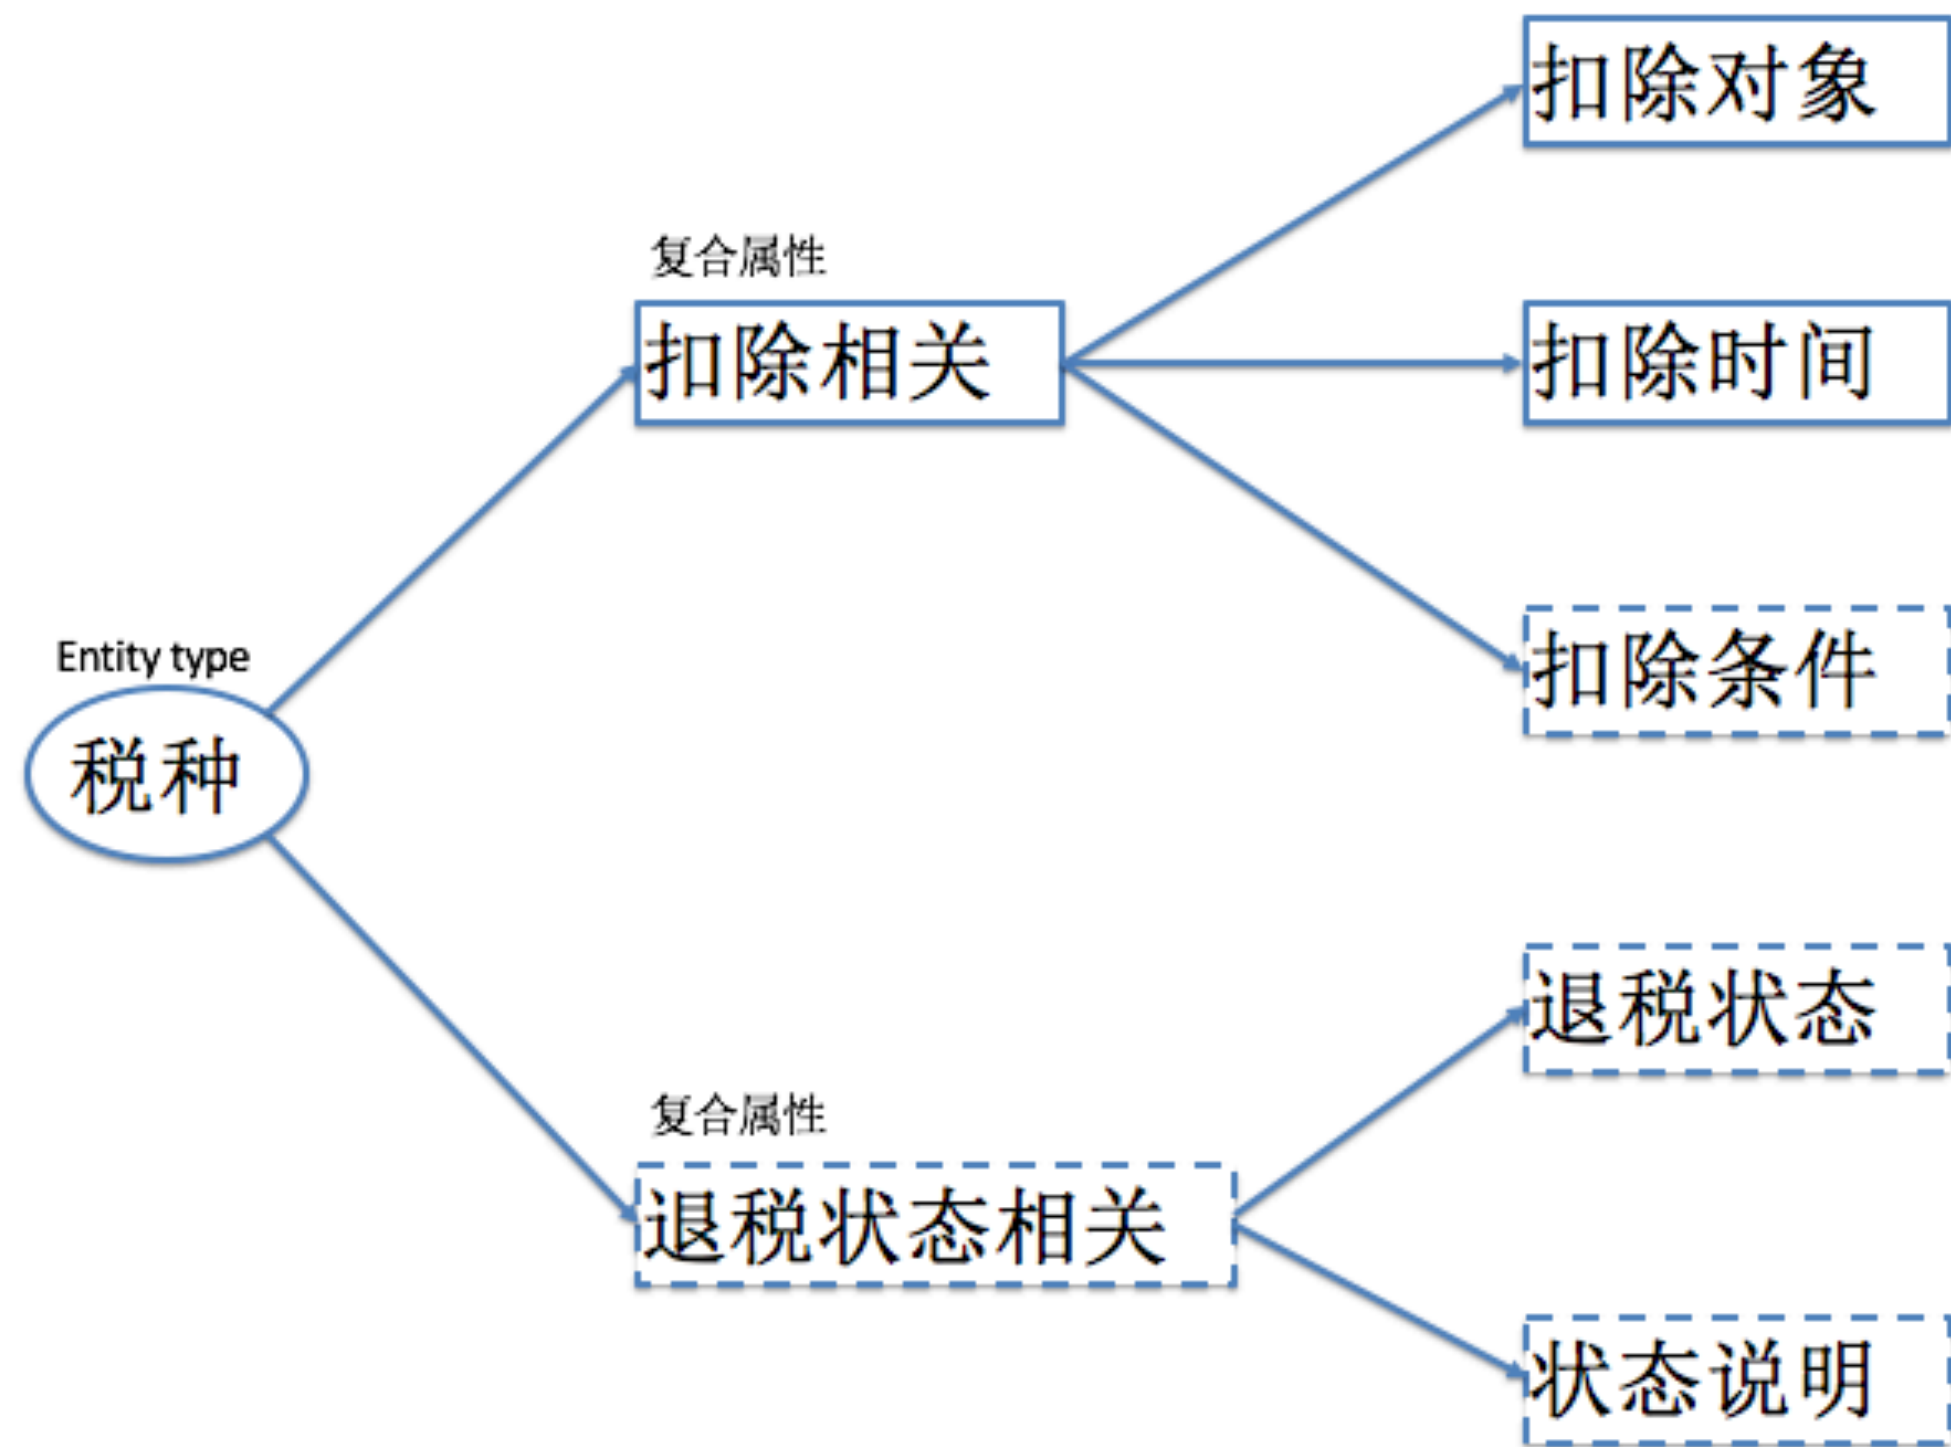 扣除对象
复合属性
扣除相关
扣除时间
Entity type
扣除条件
税种
退税状态
复合属性
退税状态相关
状态说明